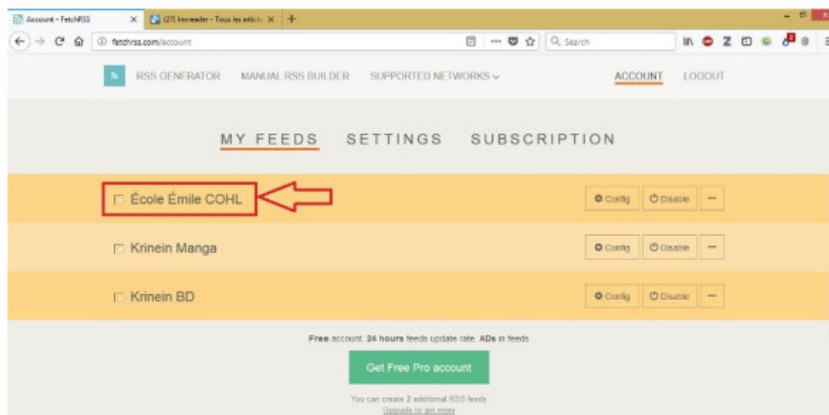 Account - FetchRSS
(27) Inoreader - Tous les article
fetchrss.com/account
Search
RSS GENERATOR MANUAL RSS BUILDER SUPPORTED NETWORKS ACCOUNT LOGOUT
MY FEEDS SETTINGS SUBSCRIPTION
École Émile COHL Config Disable
Krinein Manga Config Disable
Krinein BD Config Disable
Free account. 24 hours feeds update rate. ADs in feeds
Get Free Pro account
You can create 2 additional RSS feeds
Upgrade to get more